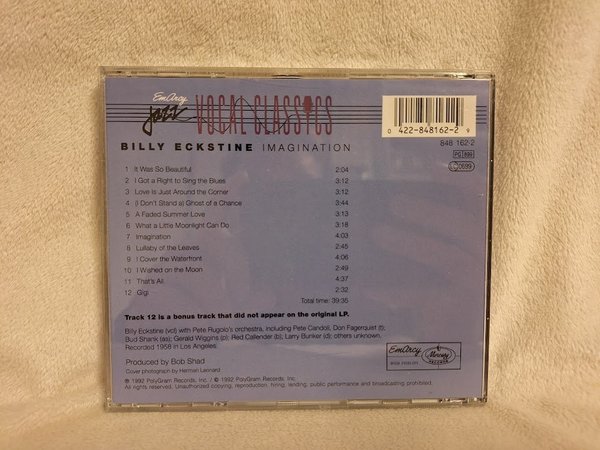 EmArcy
jazz VOCAL CLASSICS
BILLY ECKSTINE IMAGINATION
0 422-848162-2 9
848 162-2
PG 899
1 It Was So Beautiful 2:04
2 I Got a Right to Sing the Blues 3:12
3 Love Is Just Around the Corner 3:12
4 (I Don't Stand a) Ghost of a Chance 3:44
5 A Faded Summer Love 3:13
6 What a Little Moonlight Can Do 3:18
7 Imagination 4:03
8 Lullaby of the Leaves 2:45
9 I Cover the Waterfront 4:06
10 I Wished on the Moon 2:49
11 That's All 4:37
12 Gigi 2:32
Total time: 39:35
Track 12 is a bonus track that did not appear on the original LP.
Billy Eckstine (vcl) with Pete Rugolo's orchestra, including Pete Candoli, Don Fagerquist (t);
Bud Shank (as); Gerald Wiggins (p); Red Callender (b); Larry Bunker (d); others unknown.
Recorded 1958 in Los Angeles.
Produced by Bob Shad
Cover photograph by Herman Leonard
℗ 1992 PolyGram Records, Inc. / © 1992 PolyGram Records, Inc.
All rights reserved. Unauthorized copying, reproduction, hiring, lending, public performance and broadcasting prohibited.
EmArcy
Mercury
RECORDS